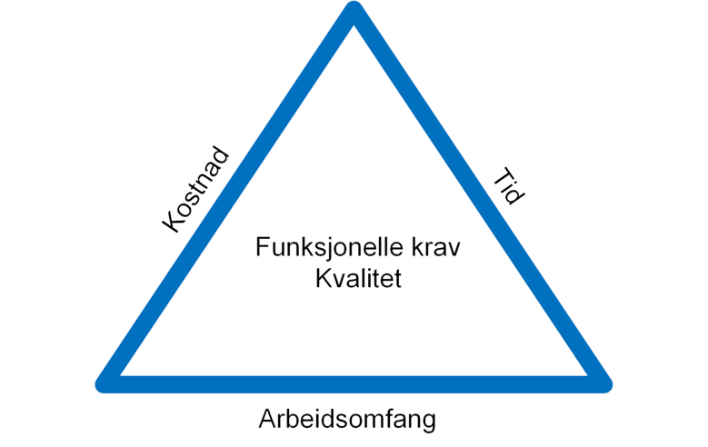 Kostnad
Tid
Funksjonelle krav
Kvalitet
Arbeidsomfang